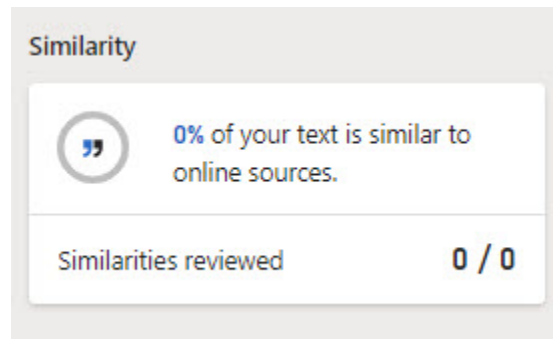 Similarity
0% of your text is similar to
online sources.
Similarities reviewed
0 / 0